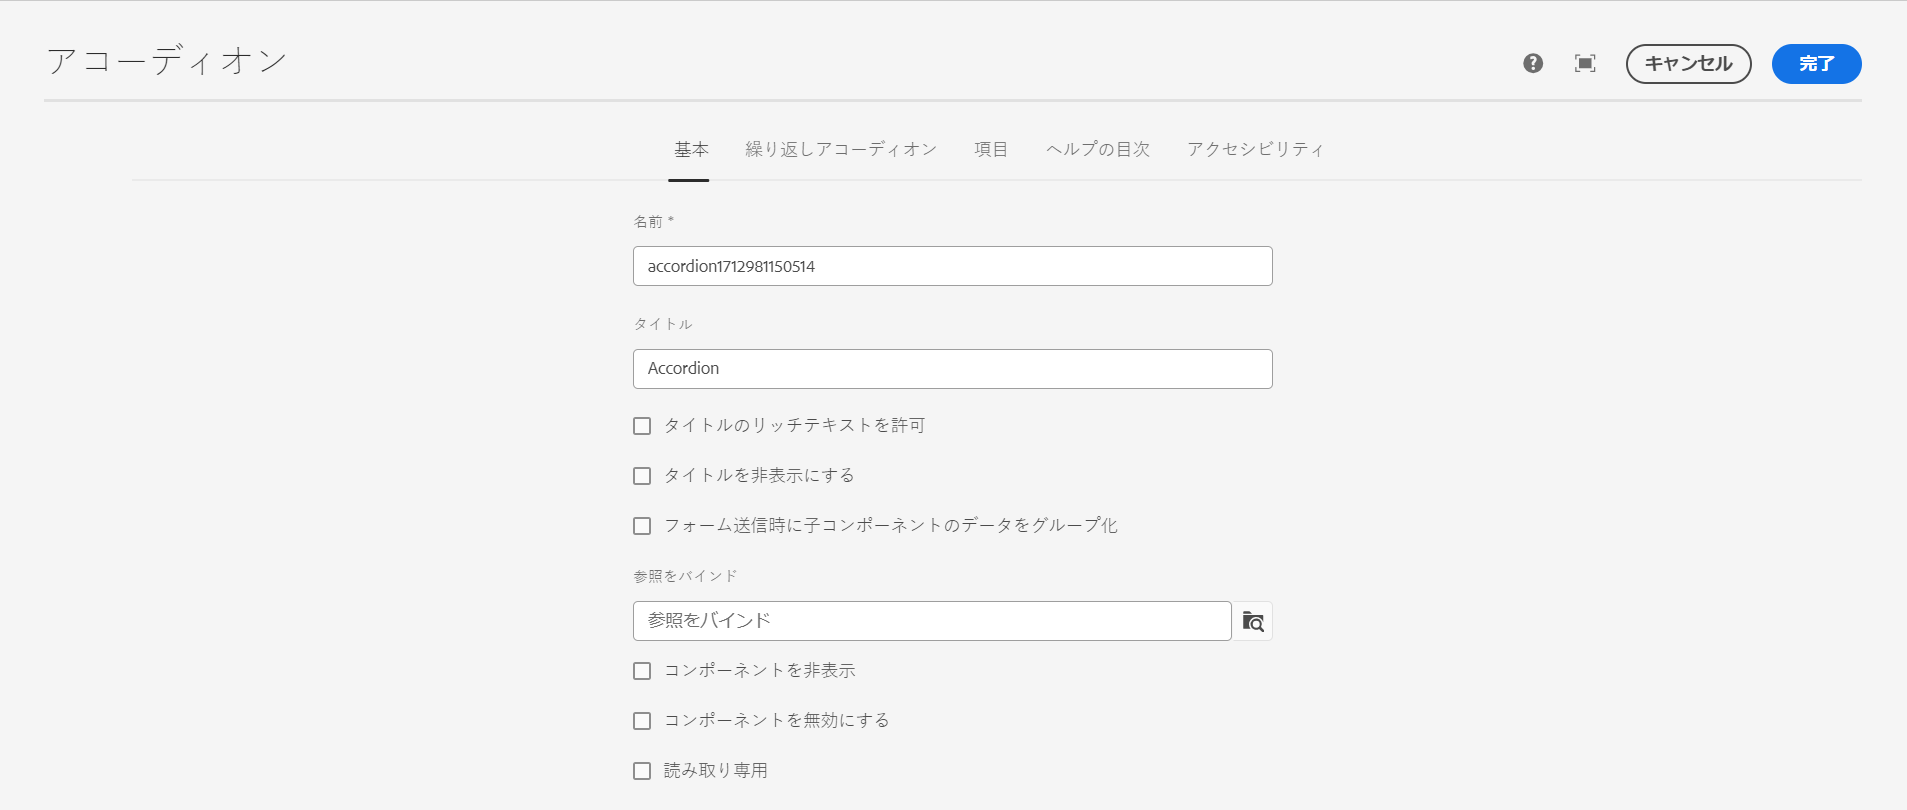 アコーディオン
キャンセル
完了
基本 繰り返しアコーディオン 項目 ヘルプの目次 アクセシビリティ
名前 *
accordion1712981150514
タイトル
Accordion
タイトルのリッチテキストを許可
タイトルを非表示にする
フォーム送信時に子コンポーネントのデータをグループ化
参照をバインド
参照をバインド
コンポーネントを非表示
コンポーネントを無効にする
読み取り専用